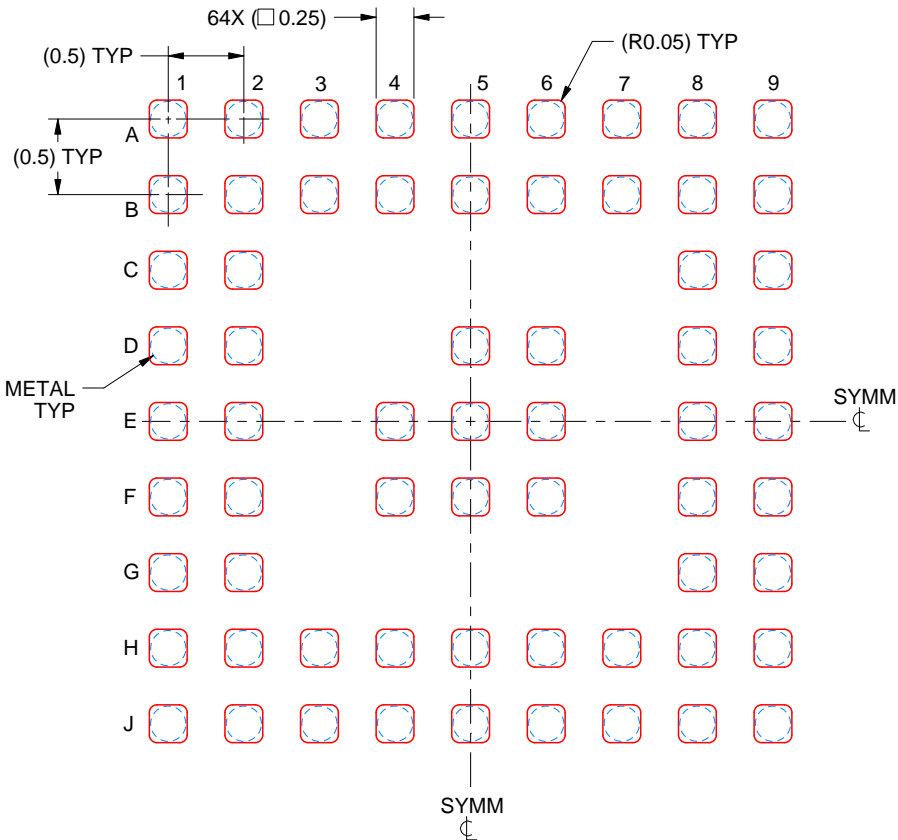 64X (□ 0.25)
(0.5) TYP
(R0.05) TYP
1 2 3 4 5 6 7 8 9
A
(0.5) TYP
B
C
D
METAL
TYP
E
SYMM
℄
F
G
H
J
SYMM
℄